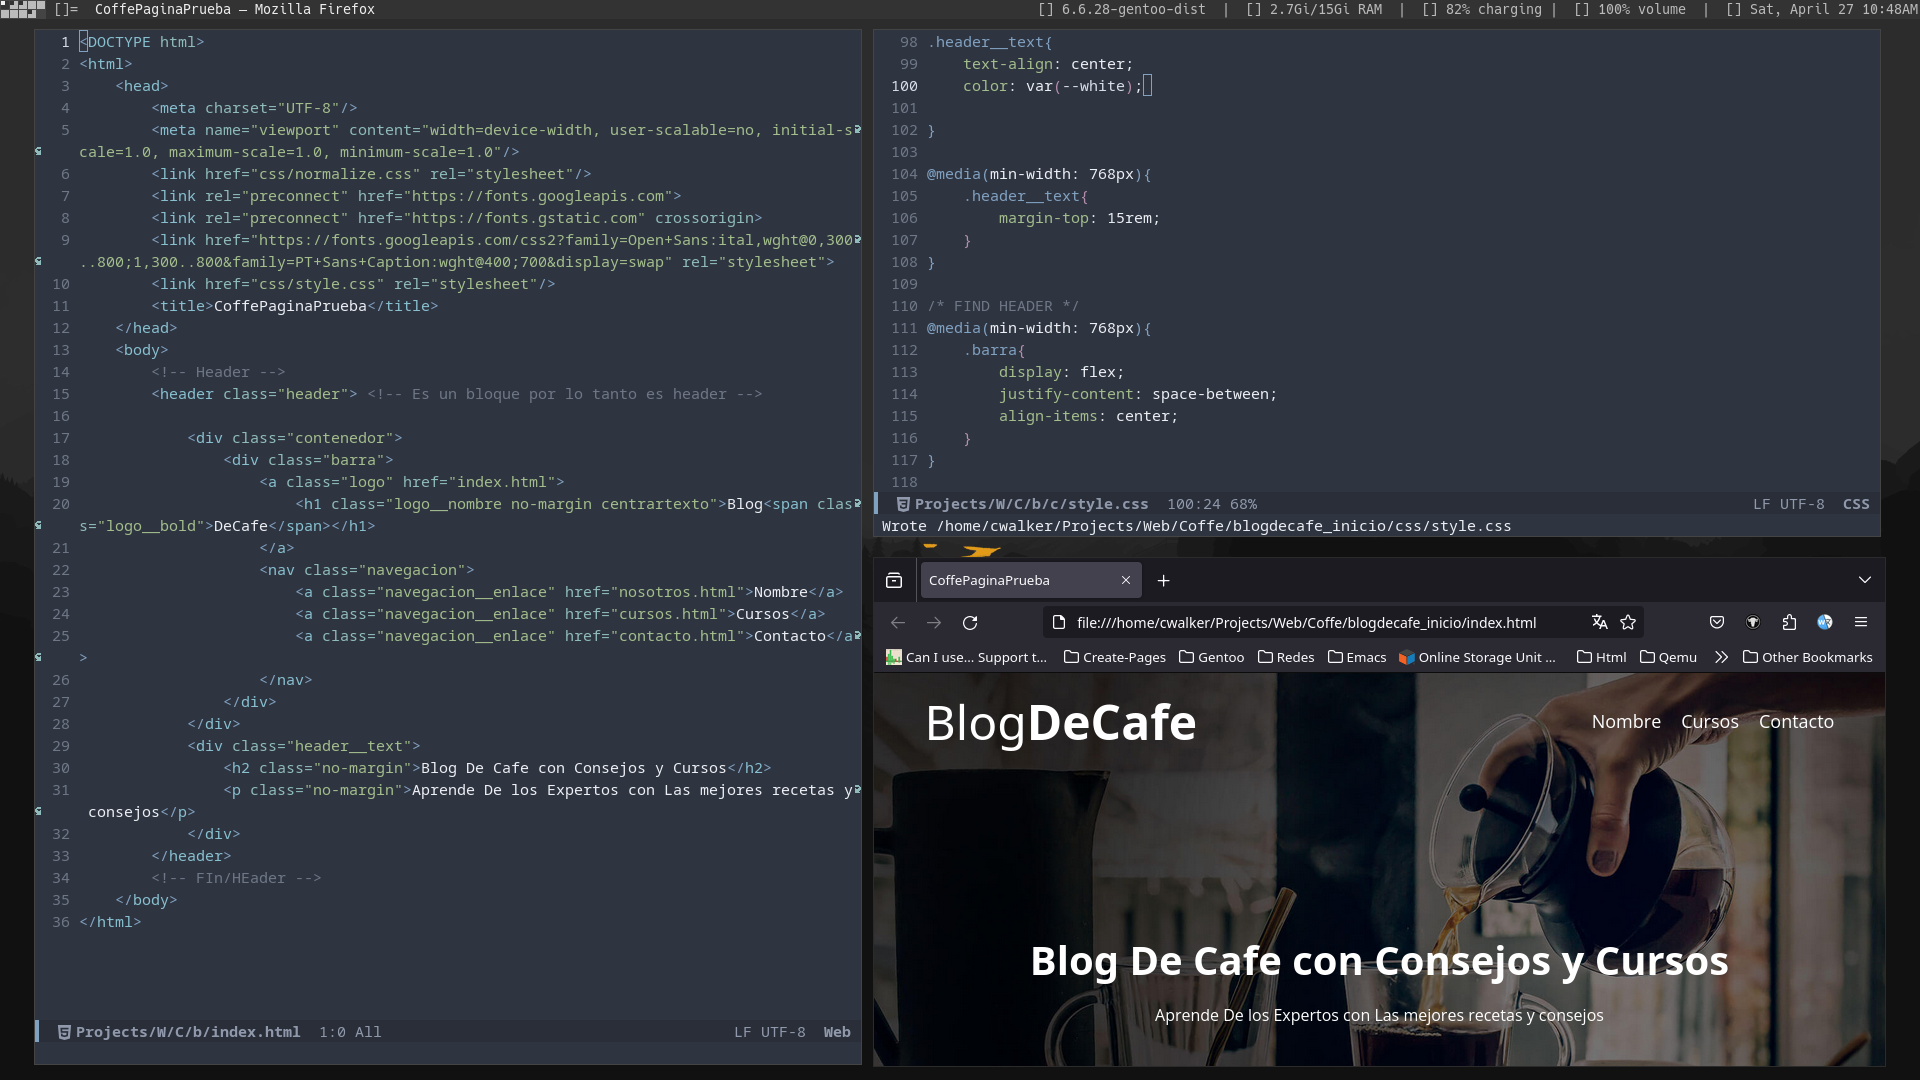 []= CoffePaginaPrueba — Mozilla Firefox
[] 6.6.28-gentoo-dist | [] 2.7Gi/15Gi RAM | [] 82% charging | [] 100% volume | [] Sat, April 27 10:48AM
1 <DOCTYPE html>
2 <html>
3 <head>
4 <meta charset="UTF-8"/>
5 <meta name="viewport" content="width=device-width, user-scalable=no, initial-s
cale=1.0, maximum-scale=1.0, minimum-scale=1.0"/>
6 <link href="css/normalize.css" rel="stylesheet"/>
7 <link rel="preconnect" href="https://fonts.googleapis.com">
8 <link rel="preconnect" href="https://fonts.gstatic.com" crossorigin>
9 <link href="https://fonts.googleapis.com/css2?family=Open+Sans:ital,wght@0,300
..800;1,300..800&family=PT+Sans+Caption:wght@400;700&display=swap" rel="stylesheet">
10 <link href="css/style.css" rel="stylesheet"/>
11 <title>CoffePaginaPrueba</title>
12 </head>
13 <body>
14 <!-- Header -->
15 <header class="header"> <!-- Es un bloque por lo tanto es header -->
16
17 <div class="contenedor">
18 <div class="barra">
19 <a class="logo" href="index.html">
20 <h1 class="logo__nombre no-margin centrartexto">Blog<span clas
s="logo__bold">DeCafe</span></h1>
21 </a>
22 <nav class="navegacion">
23 <a class="navegacion__enlace" href="nosotros.html">Nombre</a>
24 <a class="navegacion__enlace" href="cursos.html">Cursos</a>
25 <a class="navegacion__enlace" href="contacto.html">Contacto</a
>
26 </nav>
27 </div>
28 </div>
29 <div class="header__text">
30 <h2 class="no-margin">Blog De Cafe con Consejos y Cursos</h2>
31 <p class="no-margin">Aprende De los Expertos con Las mejores recetas y
consejos</p>
32 </div>
33 </header>
34 <!-- FIn/HEader -->
35 </body>
36 </html>
Projects/W/C/b/index.html 1:0 All LF UTF-8 Web
98 .header__text{
99 text-align: center;
100 color: var(--white);
101
102 }
103
104 @media(min-width: 768px){
105 .header__text{
106 margin-top: 15rem;
107 }
108 }
109
110 /* FIND HEADER */
111 @media(min-width: 768px){
112 .barra{
113 display: flex;
114 justify-content: space-between;
115 align-items: center;
116 }
117 }
118
Projects/W/C/b/c/style.css 100:24 68% LF UTF-8 CSS
Wrote /home/cwalker/Projects/Web/Coffe/blogdecafe_inicio/css/style.css
CoffePaginaPrueba
file:///home/cwalker/Projects/Web/Coffe/blogdecafe_inicio/index.html
Can I use... Support t... Create-Pages Gentoo Redes Emacs Online Storage Unit ... Html Qemu Other Bookmarks
BlogDeCafe Nombre Cursos Contacto
Blog De Cafe con Consejos y Cursos
Aprende De los Expertos con Las mejores recetas y consejos